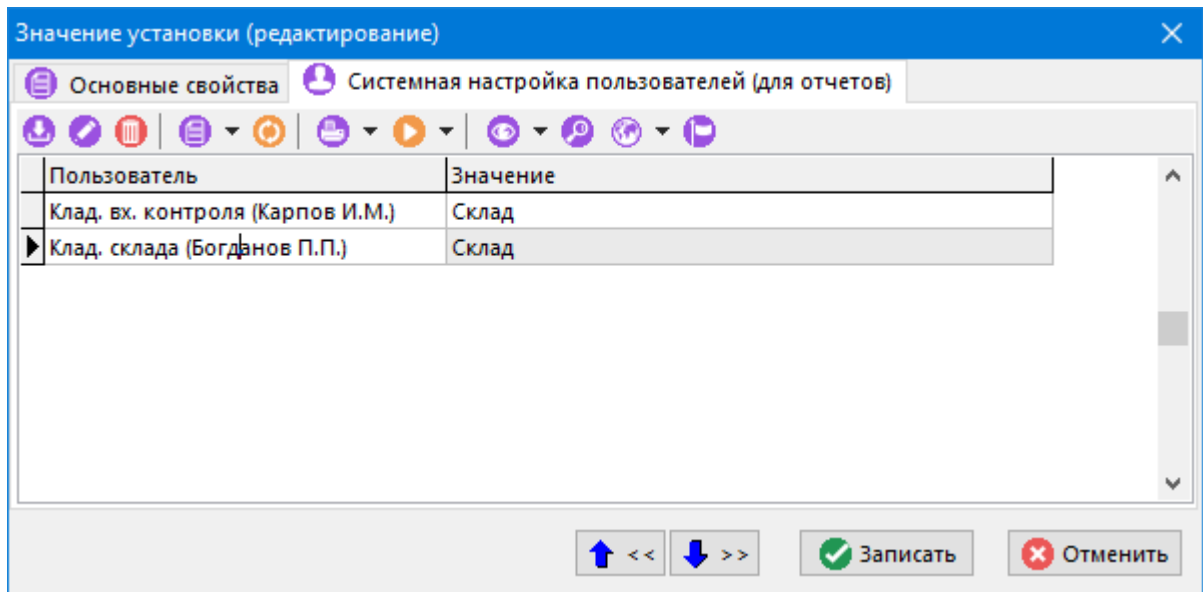 Значение установки (редактирование)
Основные свойства Системная настройка пользователей (для отчетов)
Пользователь Значение
Клад. вх. контроля (Карпов И.М.) Склад
Клад. склада (Богданов П.П.) Склад
<< >> Записать Отменить